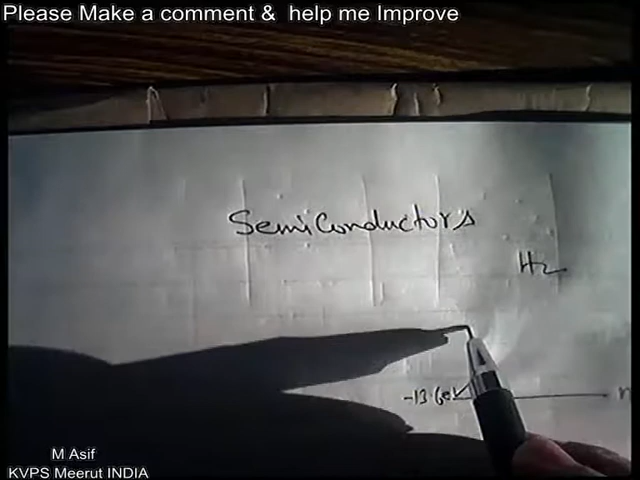 Please Make a comment &  help me Improve
Semiconductors
H2
-13.6eV
M Asif
KVPS Meerut INDIA